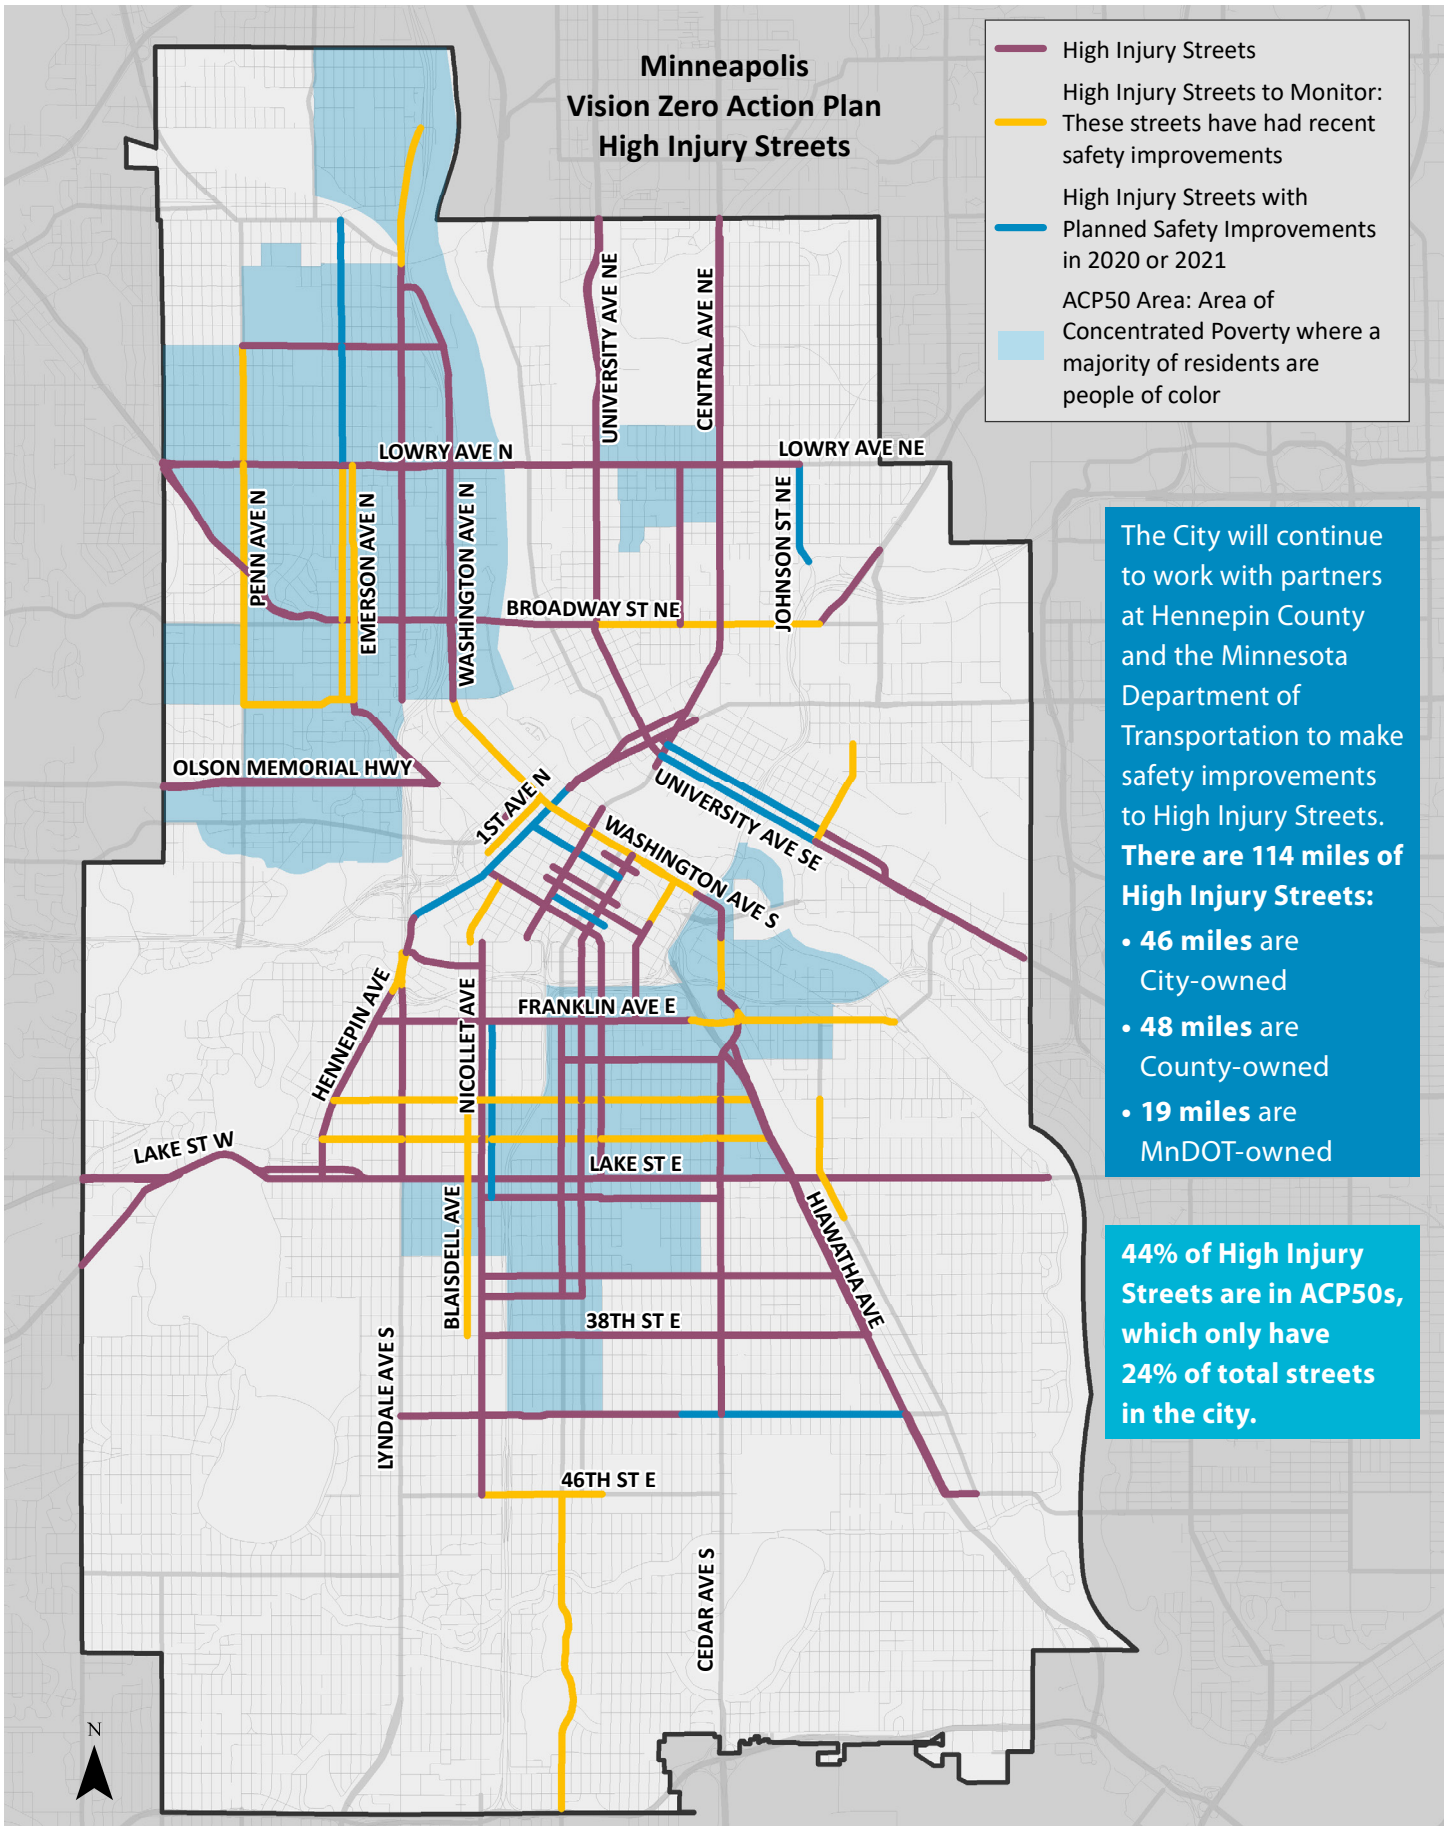 Minneapolis
Vision Zero Action Plan
High Injury Streets
High Injury Streets
High Injury Streets to Monitor:
These streets have had recent
safety improvements
High Injury Streets with
Planned Safety Improvements
in 2020 or 2021
ACP50 Area: Area of
Concentrated Poverty where a
majority of residents are
people of color
UNIVERSITY AVE NE
CENTRAL AVE NE
LOWRY AVE N
LOWRY AVE NE
PENN AVE N
EMERSON AVE N
WASHINGTON AVE N
JOHNSON ST NE
BROADWAY ST NE
OLSON MEMORIAL HWY
1ST AVE N
UNIVERSITY AVE SE
WASHINGTON AVE S
HENNEPIN AVE
NICOLLET AVE
FRANKLIN AVE E
LAKE ST W
LAKE ST E
BLAISDELL AVE
HIAWATHA AVE
38TH ST E
LYNDALE AVE S
46TH ST E
CEDAR AVE S
N
The City will continue
to work with partners
at Hennepin County
and the Minnesota
Department of
Transportation to make
safety improvements
to High Injury Streets.
There are 114 miles of
High Injury Streets:
• 46 miles are
City-owned
• 48 miles are
County-owned
• 19 miles are
MnDOT-owned
44% of High Injury
Streets are in ACP50s,
which only have
24% of total streets
in the city.